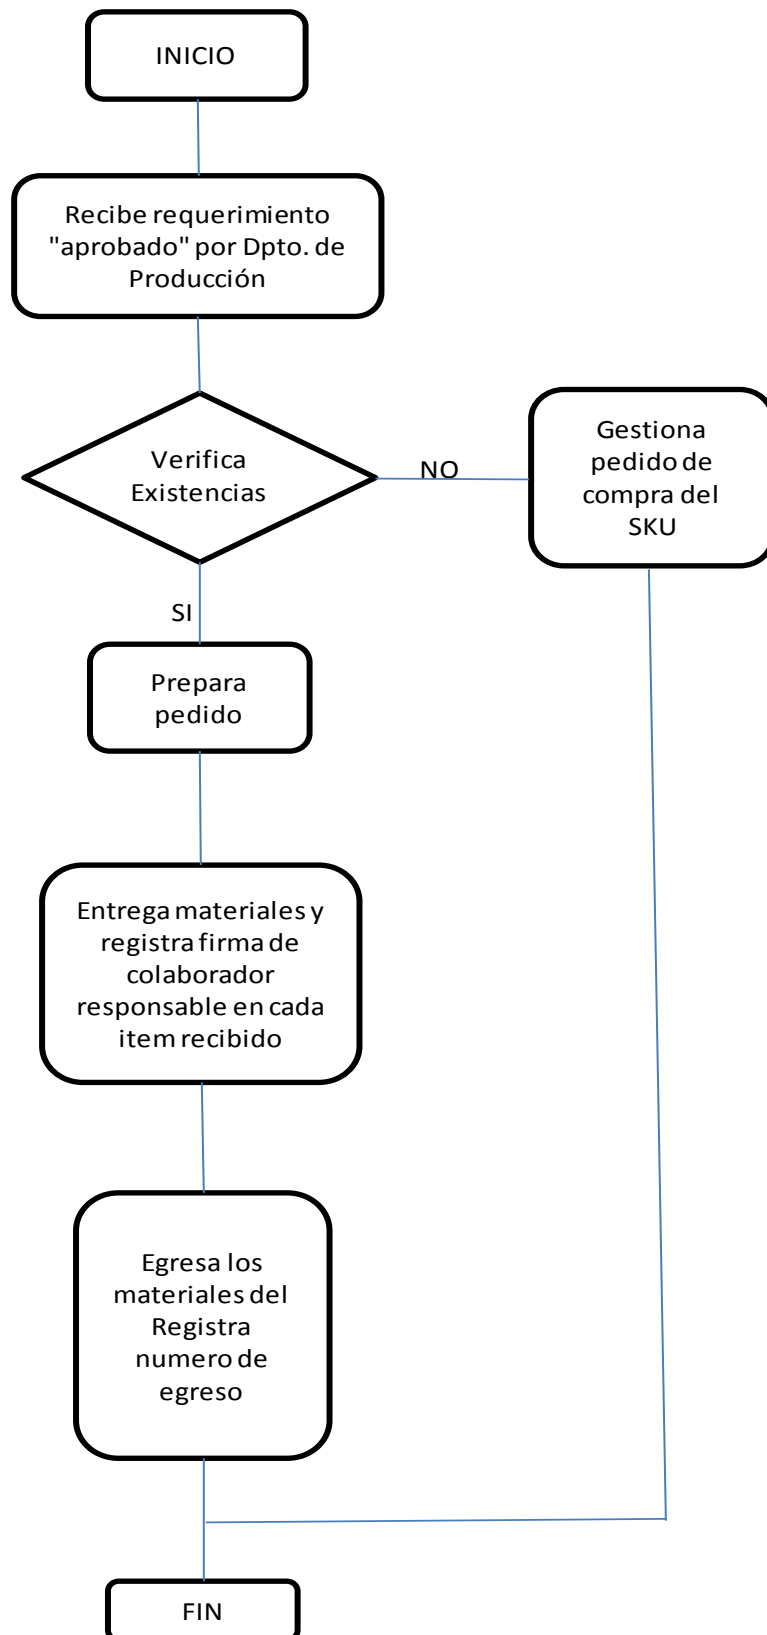 INICIO
Recibe requerimiento
"aprobado" por Dpto. de
Producción
Verifica
Existencias
NO
Gestiona
pedido de
compra del
SKU
SI
Prepara
pedido
Entrega materiales y
registra firma de
colaborador
responsable en cada
item recibido
Egresa los
materiales del
Registra
numero de
egreso
FIN